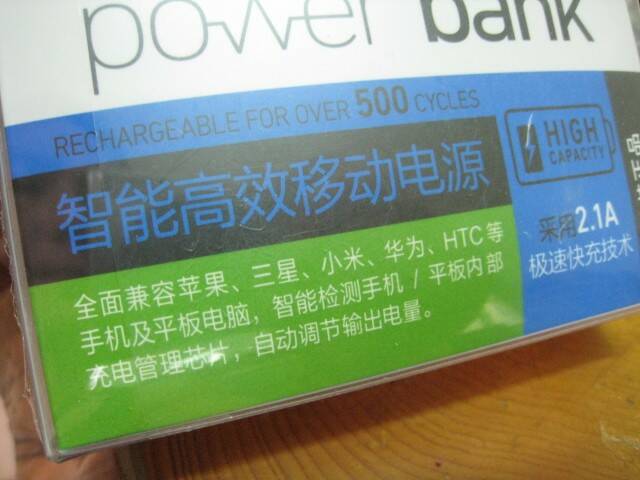 power bank
RECHARGEABLE FOR OVER 500 CYCLES
智能高效移动电源
HIGH
CAPACITY
采用2.1A
极速快充技术
全面兼容苹果、三星、小米、华为、HTC等
手机及平板电脑，智能检测手机 / 平板内部
充电管理芯片，自动调节输出电量。